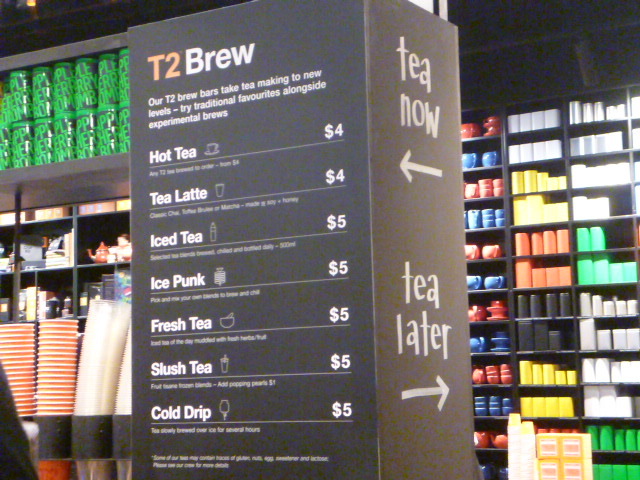 T2 Brew
Our T2 brew bars take tea making to new
levels – try traditional favourites alongside
experimental brews
Hot Tea $4
Any T2 tea brewed to order – from $4
Tea Latte $4
Classic Chai, Toffee Brulee or Matcha – made w soy + honey
Iced Tea $5
Selected tea blends brewed, chilled and bottled daily – 500ml
Ice Punk $5
Pick and mix your own blends to brew and chill
Fresh Tea $5
Iced tea of the day muddled with fresh herbs/fruit
Slush Tea $5
Fruit tisane frozen blends – Add popping pearls $1
Cold Drip $5
Tea slowly brewed over ice for several hours
*Some of our teas may contain traces of gluten, nuts, egg, sweetener and lactose.
Please see our crew for more details
tea
now
tea
later